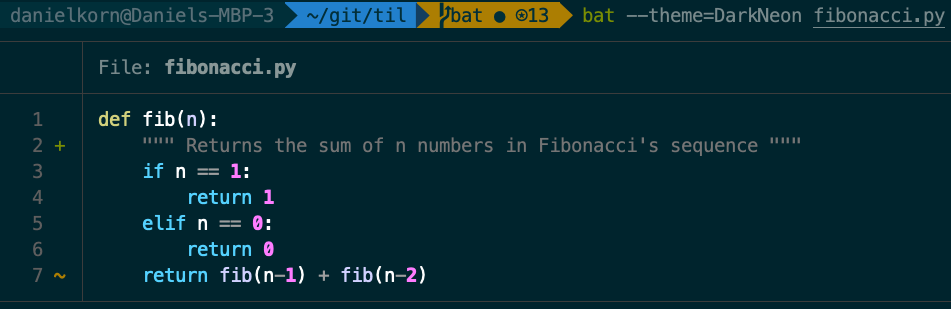 danielkorn@Daniels-MBP-3 ~/git/til bat ● ⊙13 bat --theme=DarkNeon fibonacci.py
File: fibonacci.py
1 def fib(n):
2 + """ Returns the sum of n numbers in Fibonacci's sequence """
3 if n == 1:
4 return 1
5 elif n == 0:
6 return 0
7 ~ return fib(n-1) + fib(n-2)